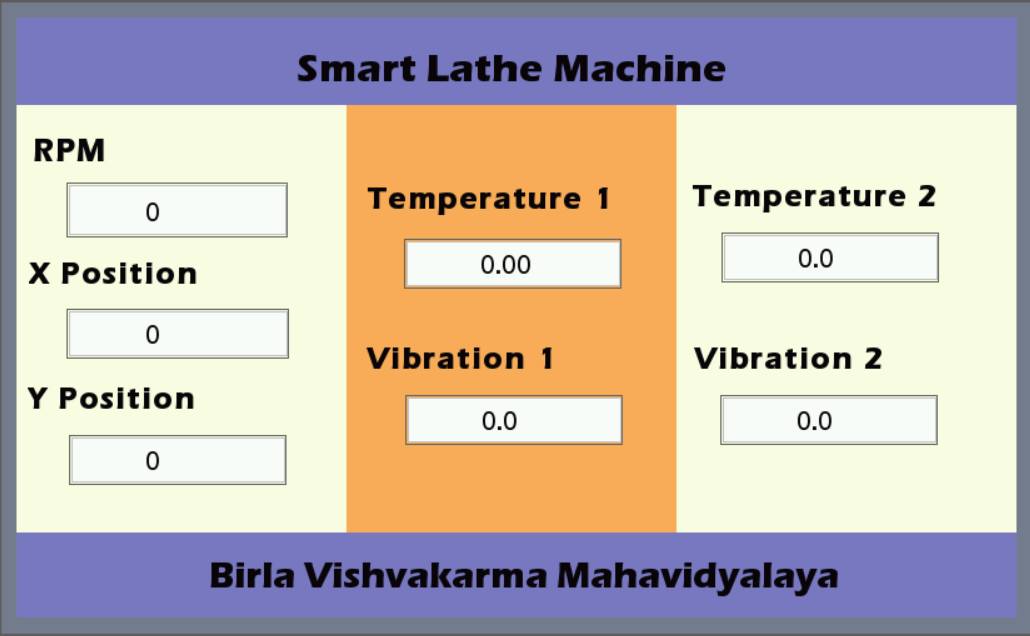 Smart Lathe Machine
RPM
0
X Position
0
Y Position
0
Temperature 1
0.00
Vibration 1
0.0
Temperature 2
0.0
Vibration 2
0.0
Birla Vishvakarma Mahavidyalaya